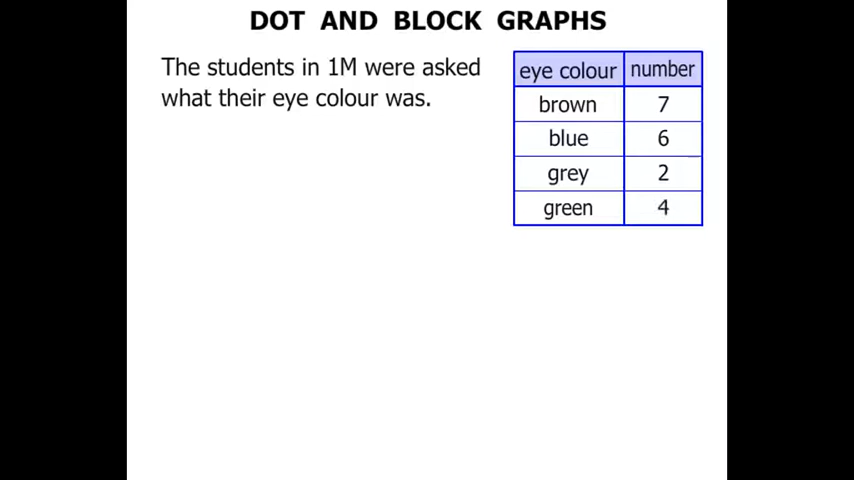 DOT AND BLOCK GRAPHS
The students in 1M were asked
what their eye colour was.
eye colour number
brown 7
blue 6
grey 2
green 4